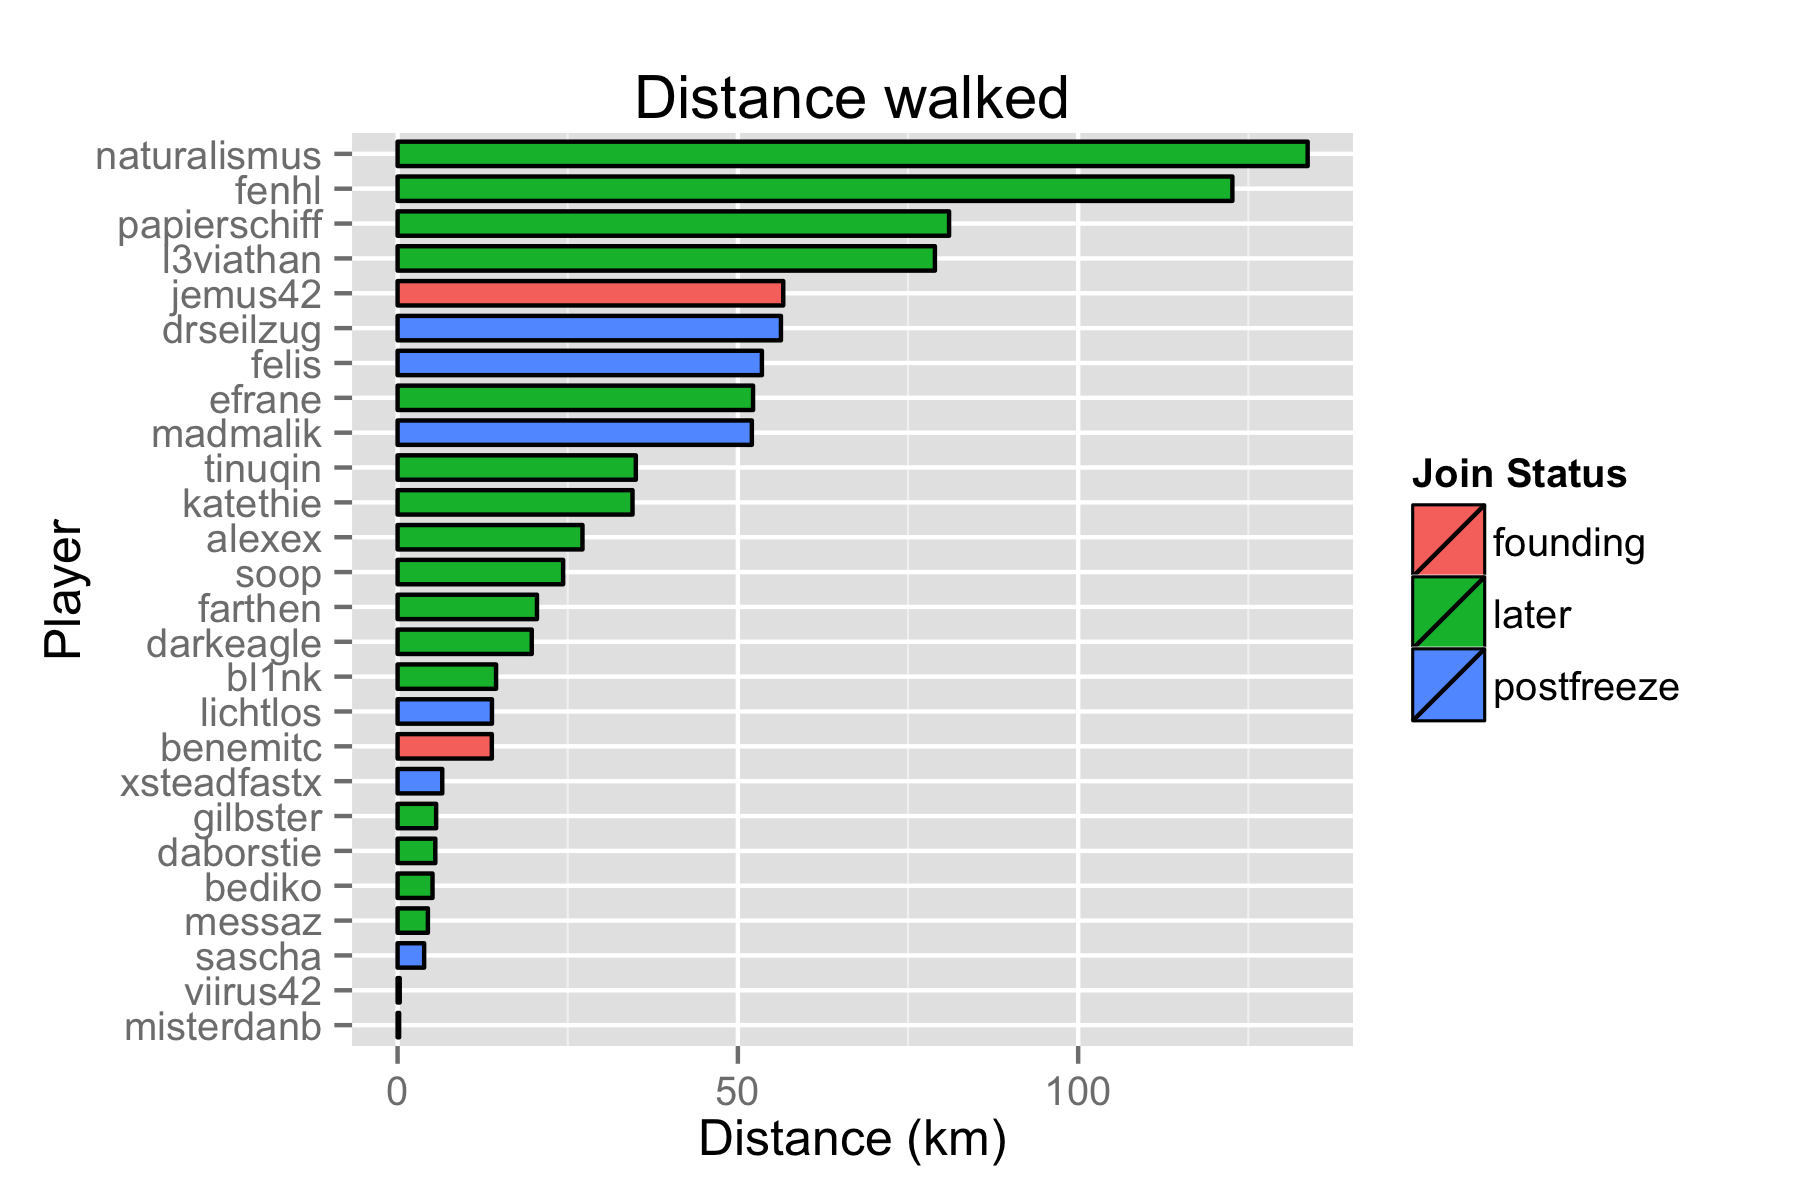 Distance walked
naturalismus
fenhl
papierschiff
l3viathan
jemus42
drseilzug
felis
efrane
madmalik
tinuqin
katethie
alexex
soop
farthen
darkeagle
bl1nk
lichtlos
benemitc
xsteadfastx
gilbster
daborstie
bediko
messaz
sascha
viirus42
misterdanb
Player
0 50 100
Distance (km)
Join Status
founding
later
postfreeze